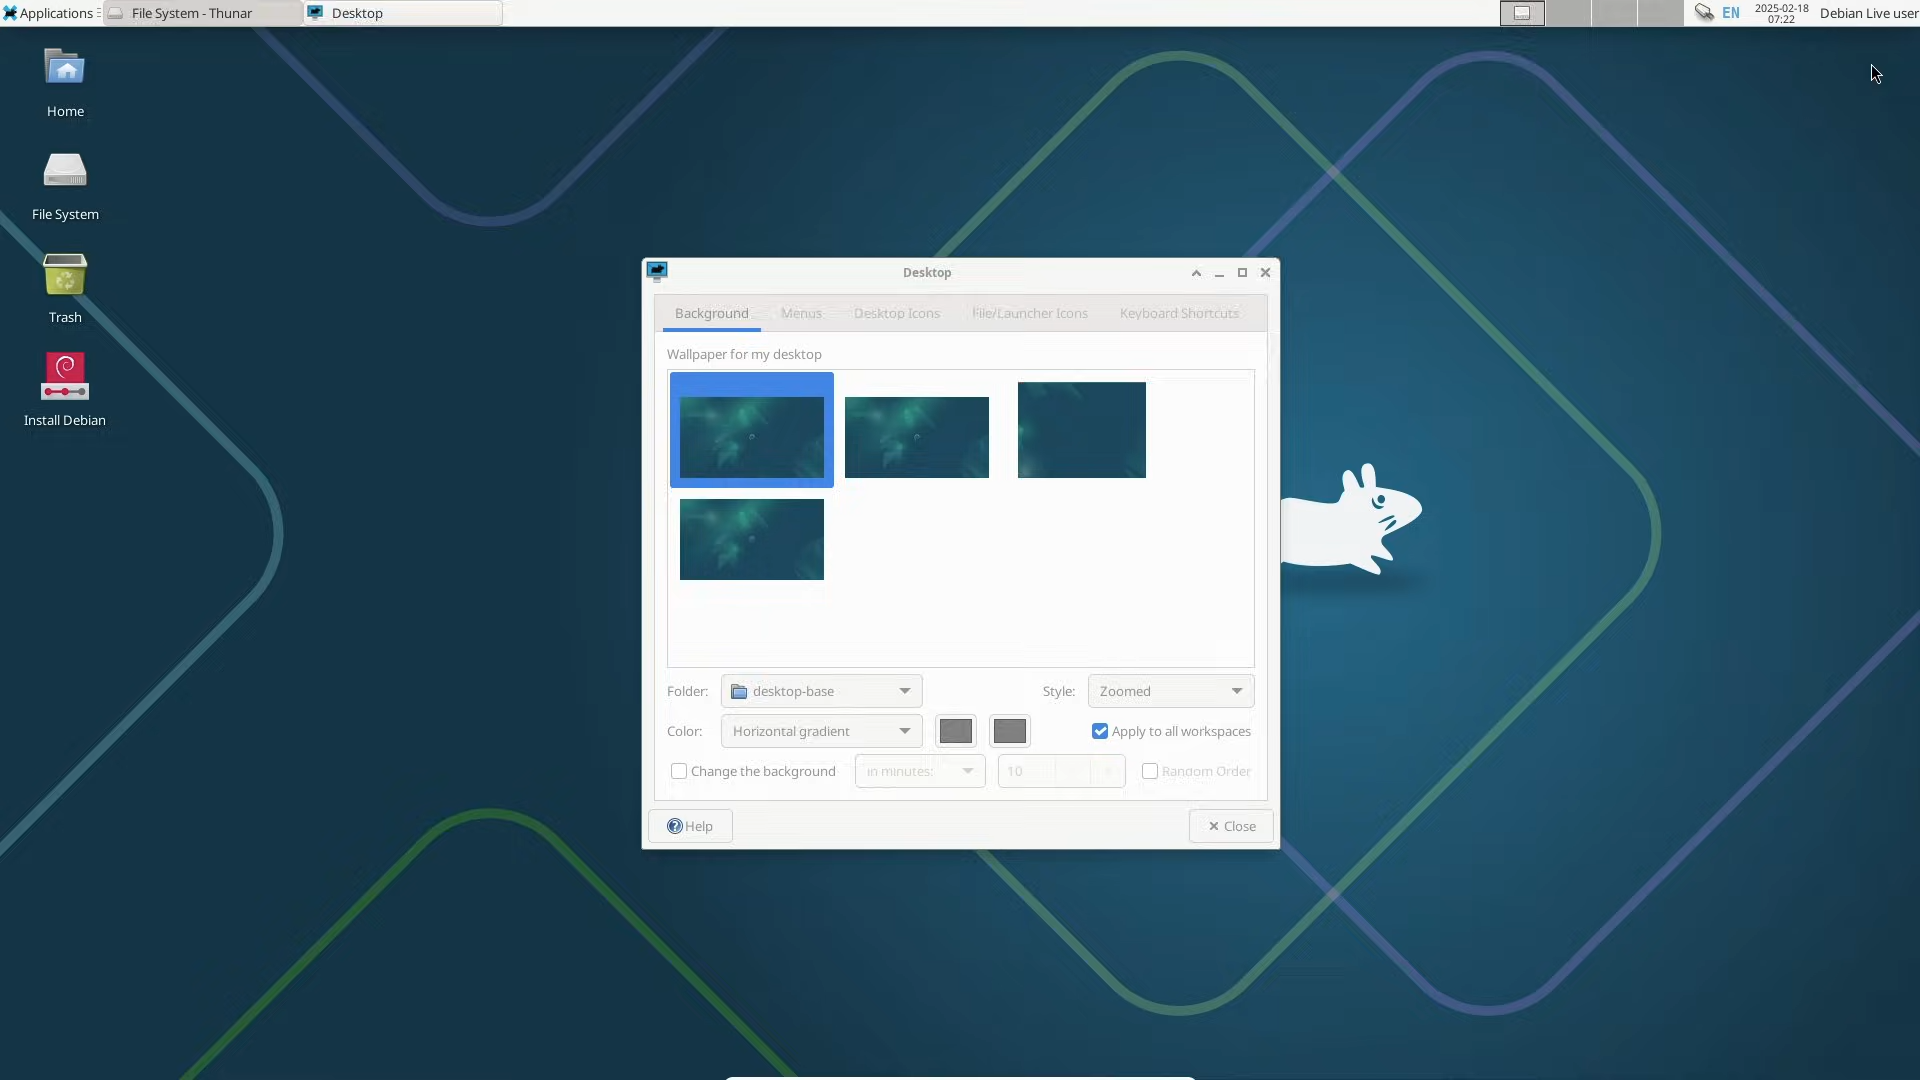 Applications
File System - Thunar
Desktop
EN
2025-02-18
07:22
Debian Live user
Home
File System
Trash
Install Debian
Desktop
Background
Menus
Desktop Icons
File/Launcher Icons
Keyboard Shortcuts
Wallpaper for my desktop
Folder:
desktop-base
Style:
Zoomed
Color:
Horizontal gradient
Apply to all workspaces
Change the background
in minutes:
10
Random Order
Help
Close